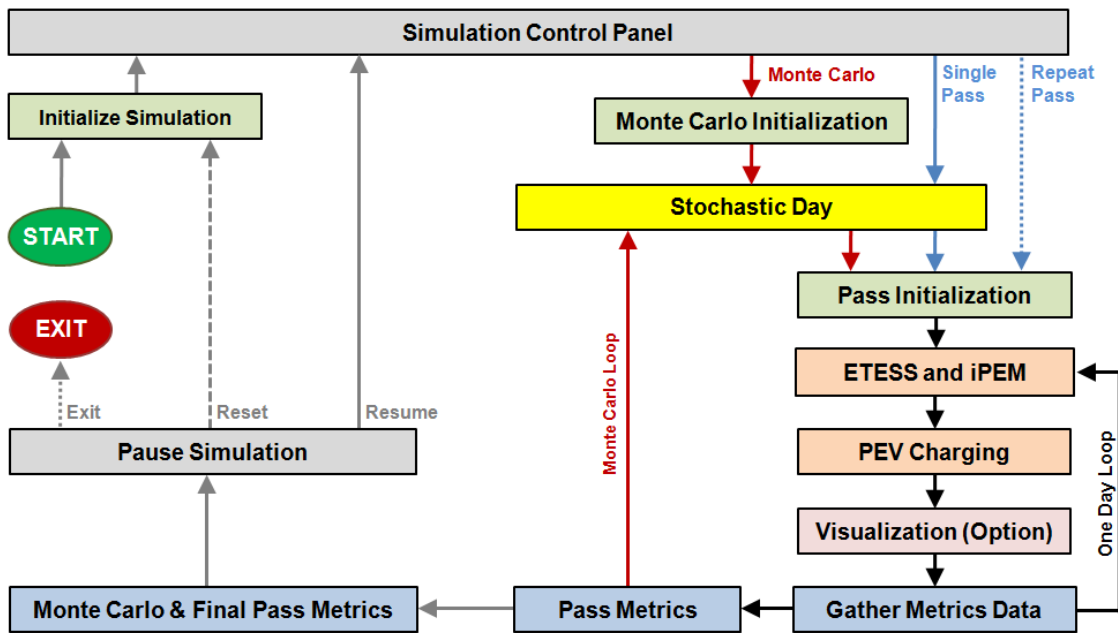 Simulation Control Panel
Monte Carlo
Single
Pass
Repeat
Pass
Initialize Simulation
Monte Carlo Initialization
START
Stochastic Day
EXIT
Pass Initialization
ETESS and iPEM
Exit
Reset
Resume
Monte Carlo Loop
Pause Simulation
PEV Charging
One Day Loop
Visualization (Option)
Monte Carlo & Final Pass Metrics
Pass Metrics
Gather Metrics Data